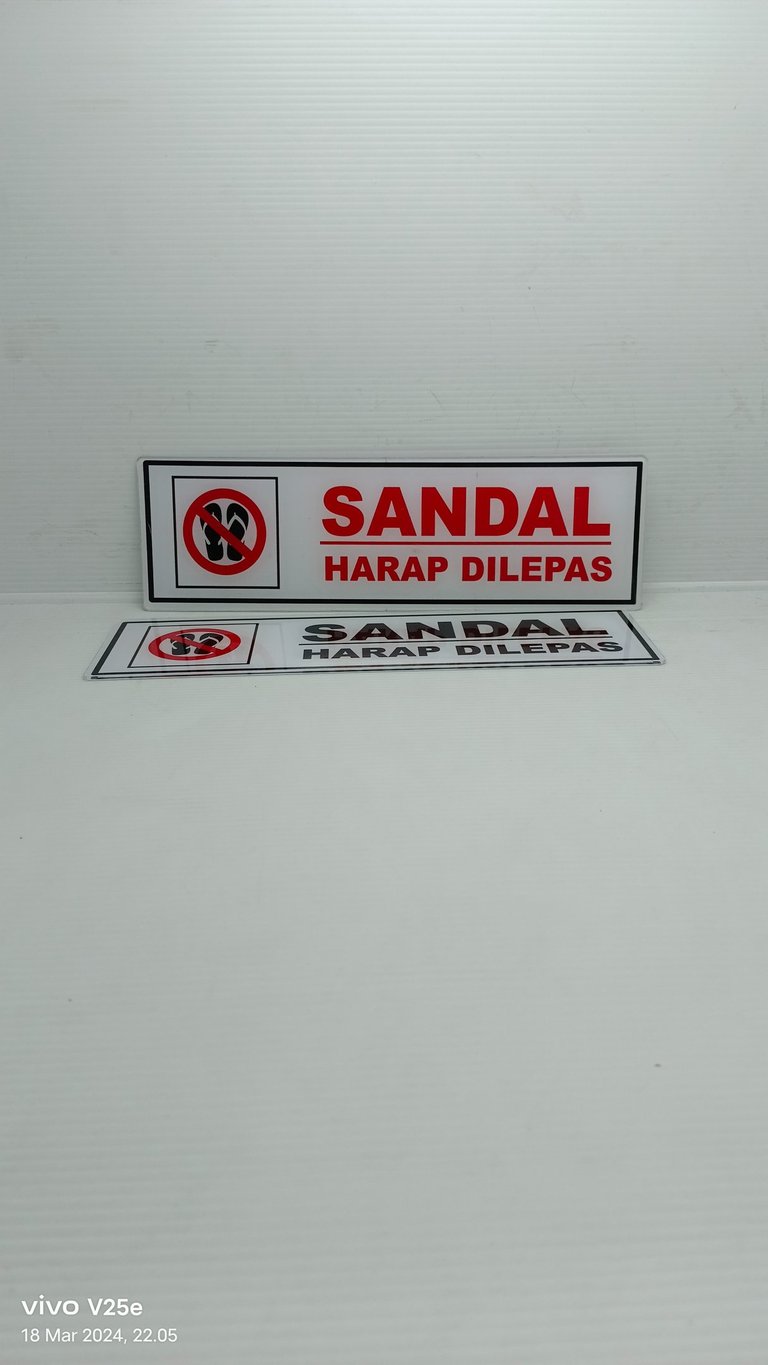 SANDAL
HARAP DILEPAS
SANDAL
HARAP DILEPAS
vivo V25e
18 Mar 2024, 22.05